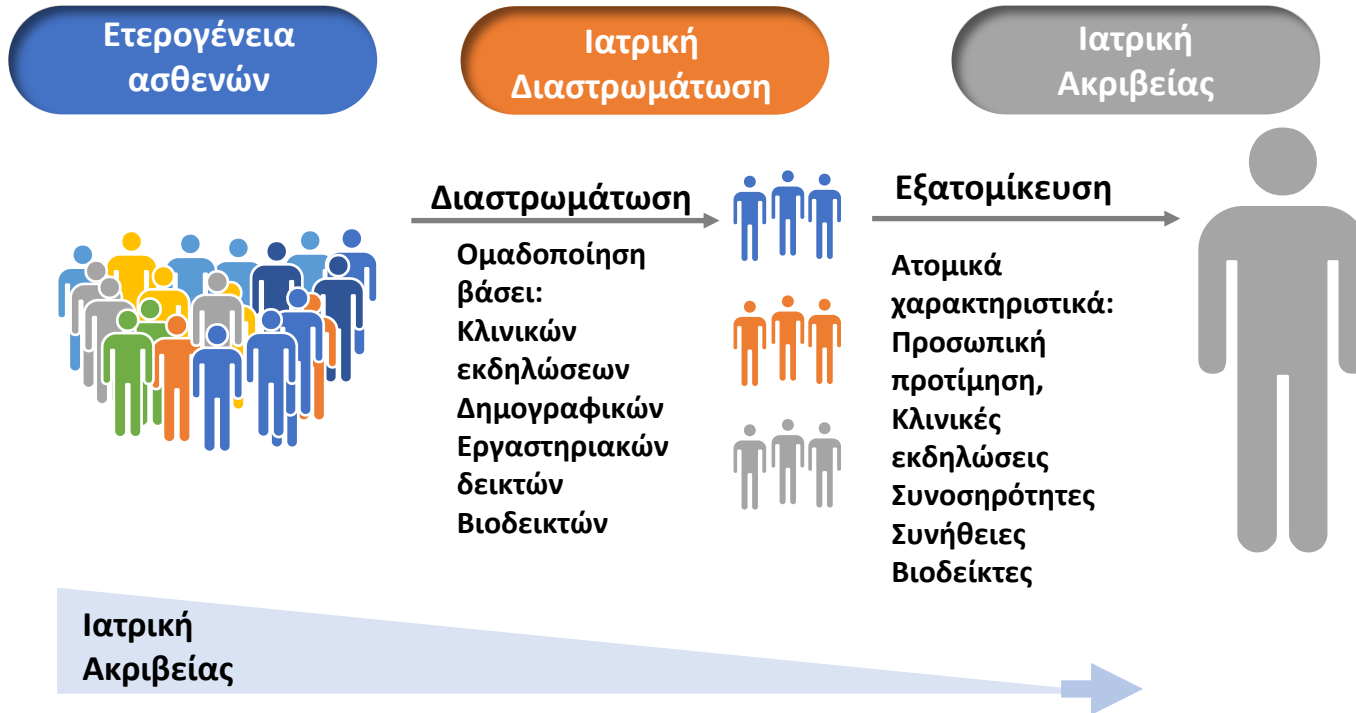 Ετερογένεια
ασθενών
Ιατρική
Διαστρωμάτωση
Ιατρική
Ακριβείας
Διαστρωμάτωση
Ομαδοποίηση
βάσει:
Κλινικών
εκδηλώσεων
Δημογραφικών
Εργαστηριακών
δεικτών
Βιοδεικτών
Εξατομίκευση
Ατομικά
χαρακτηριστικά:
Προσωπική
προτίμηση,
Κλινικές
εκδηλώσεις
Συνοσηρότητες
Συνήθειες
Βιοδείκτες
Ιατρική
Ακριβείας